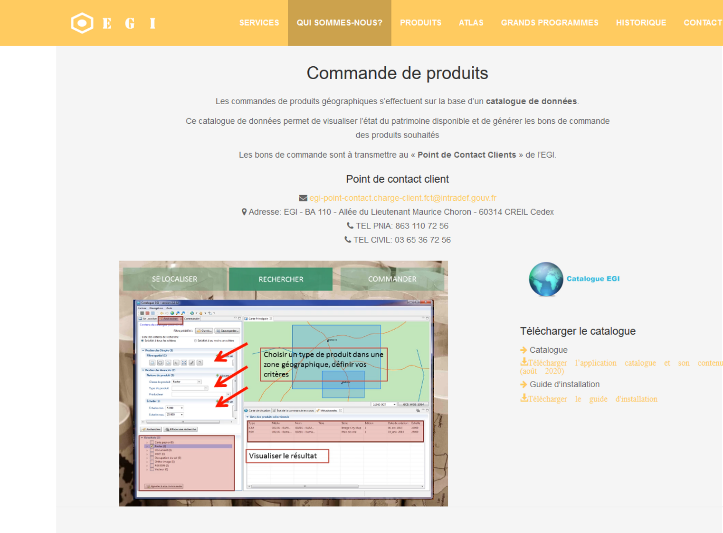 EGI
SERVICES
QUI SOMMES-NOUS?
PRODUITS
ATLAS
GRANDS PROGRAMMES
HISTORIQUE
CONTACT
Commande de produits
Les commandes de produits géographiques s'effectuent sur la base d'un catalogue de données.
Ce catalogue de données permet de visualiser l'état du patrimoine disponible et de générer les bons de commande
des produits souhaités
Les bons de commande sont à transmettre au « Point de Contact Clients » de l'EGI.
Point de contact client
egi-point-contact.charge-client.fct@intradef.gouv.fr
Adresse: EGI - BA 110 - Allée du Lieutenant Maurice Choron - 60314 CREIL Cedex
TEL PNIA: 863 110 72 56
TEL CIVIL: 03 65 36 72 56
SE LOCALISER
RECHERCHER
COMMANDER
Choisir un type de produit dans une
zone géographique, définir vos
critères
Visualiser le résultat
Catalogue EGI
Télécharger le catalogue
Catalogue
Télécharger l'application catalogue et son contenu
(août 2020)
Guide d'installation
Télécharger le guide d'installation